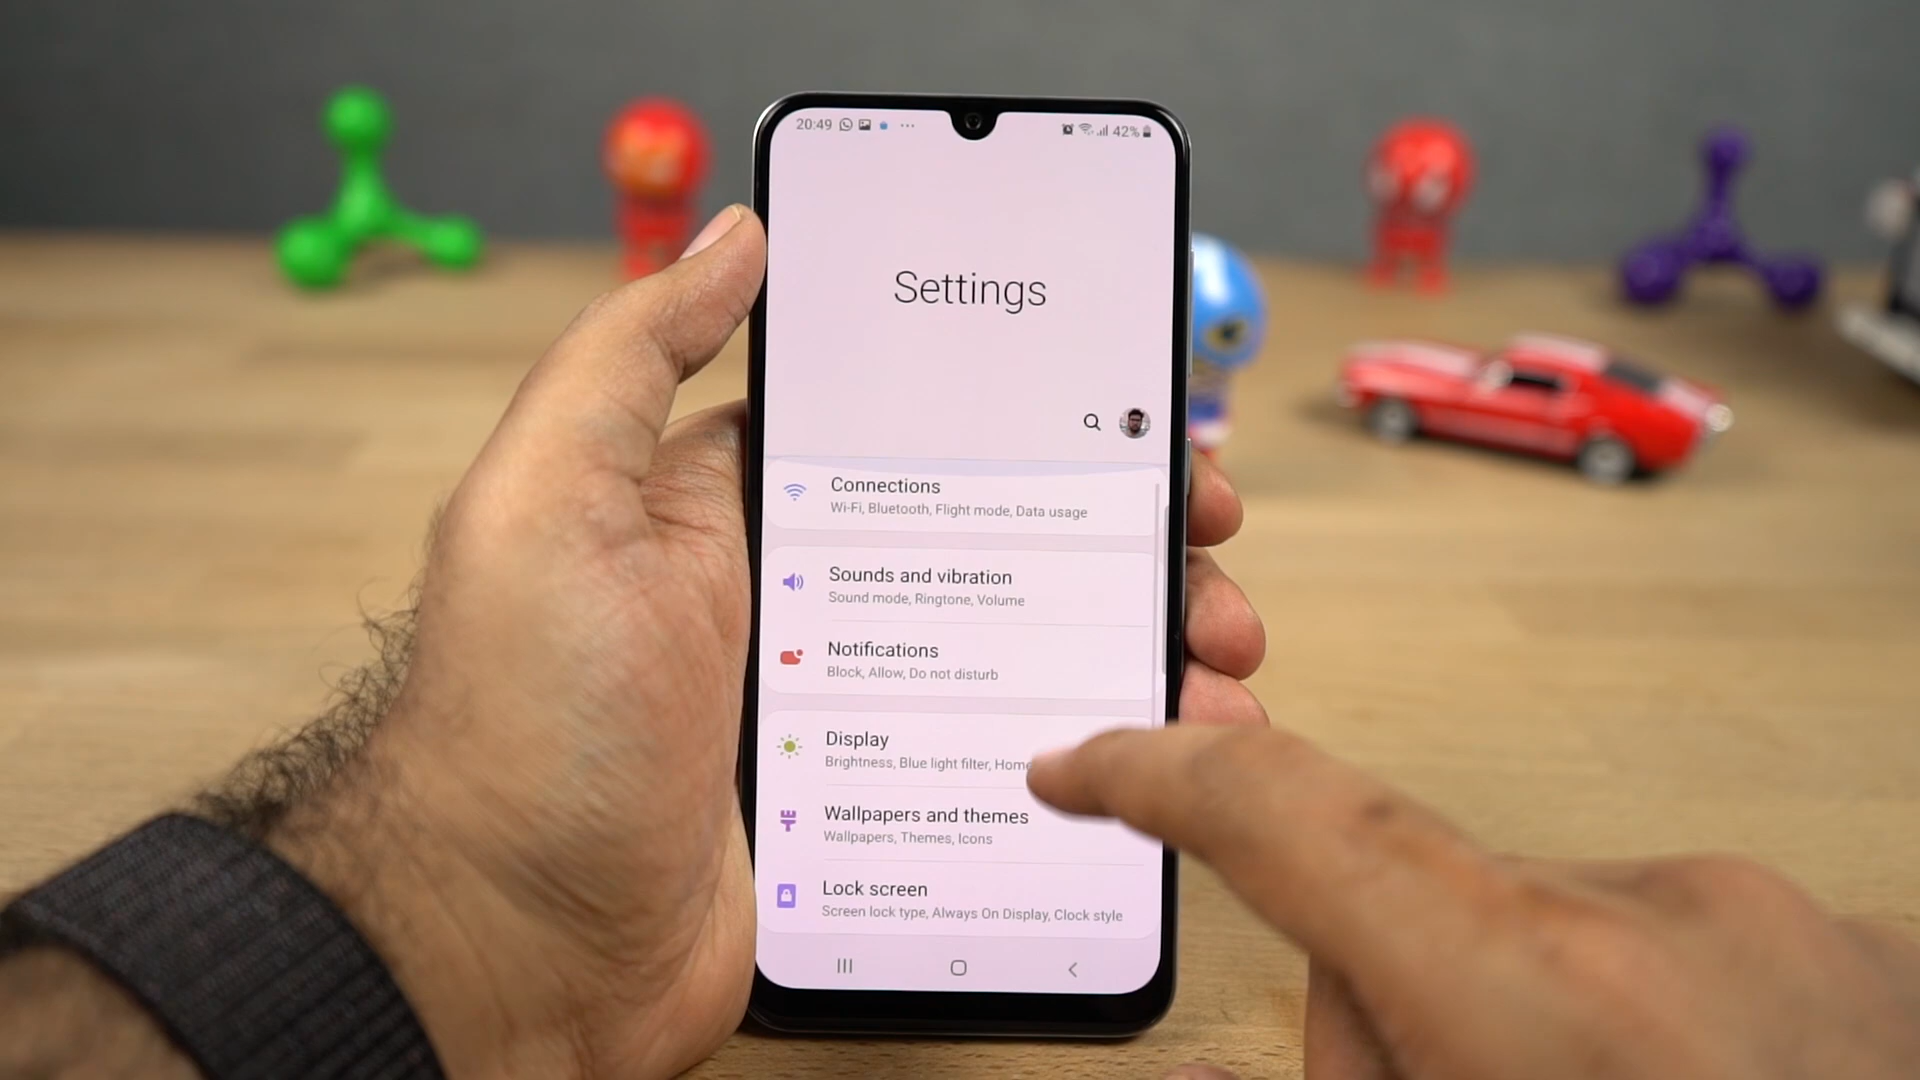 20:49
42%
Settings
Connections
Wi-Fi, Bluetooth, Flight mode, Data usage
Sounds and vibration
Sound mode, Ringtone, Volume
Notifications
Block, Allow, Do not disturb
Display
Brightness, Blue light filter, Home
Wallpapers and themes
Wallpapers, Themes, Icons
Lock screen
Screen lock type, Always On Display, Clock style